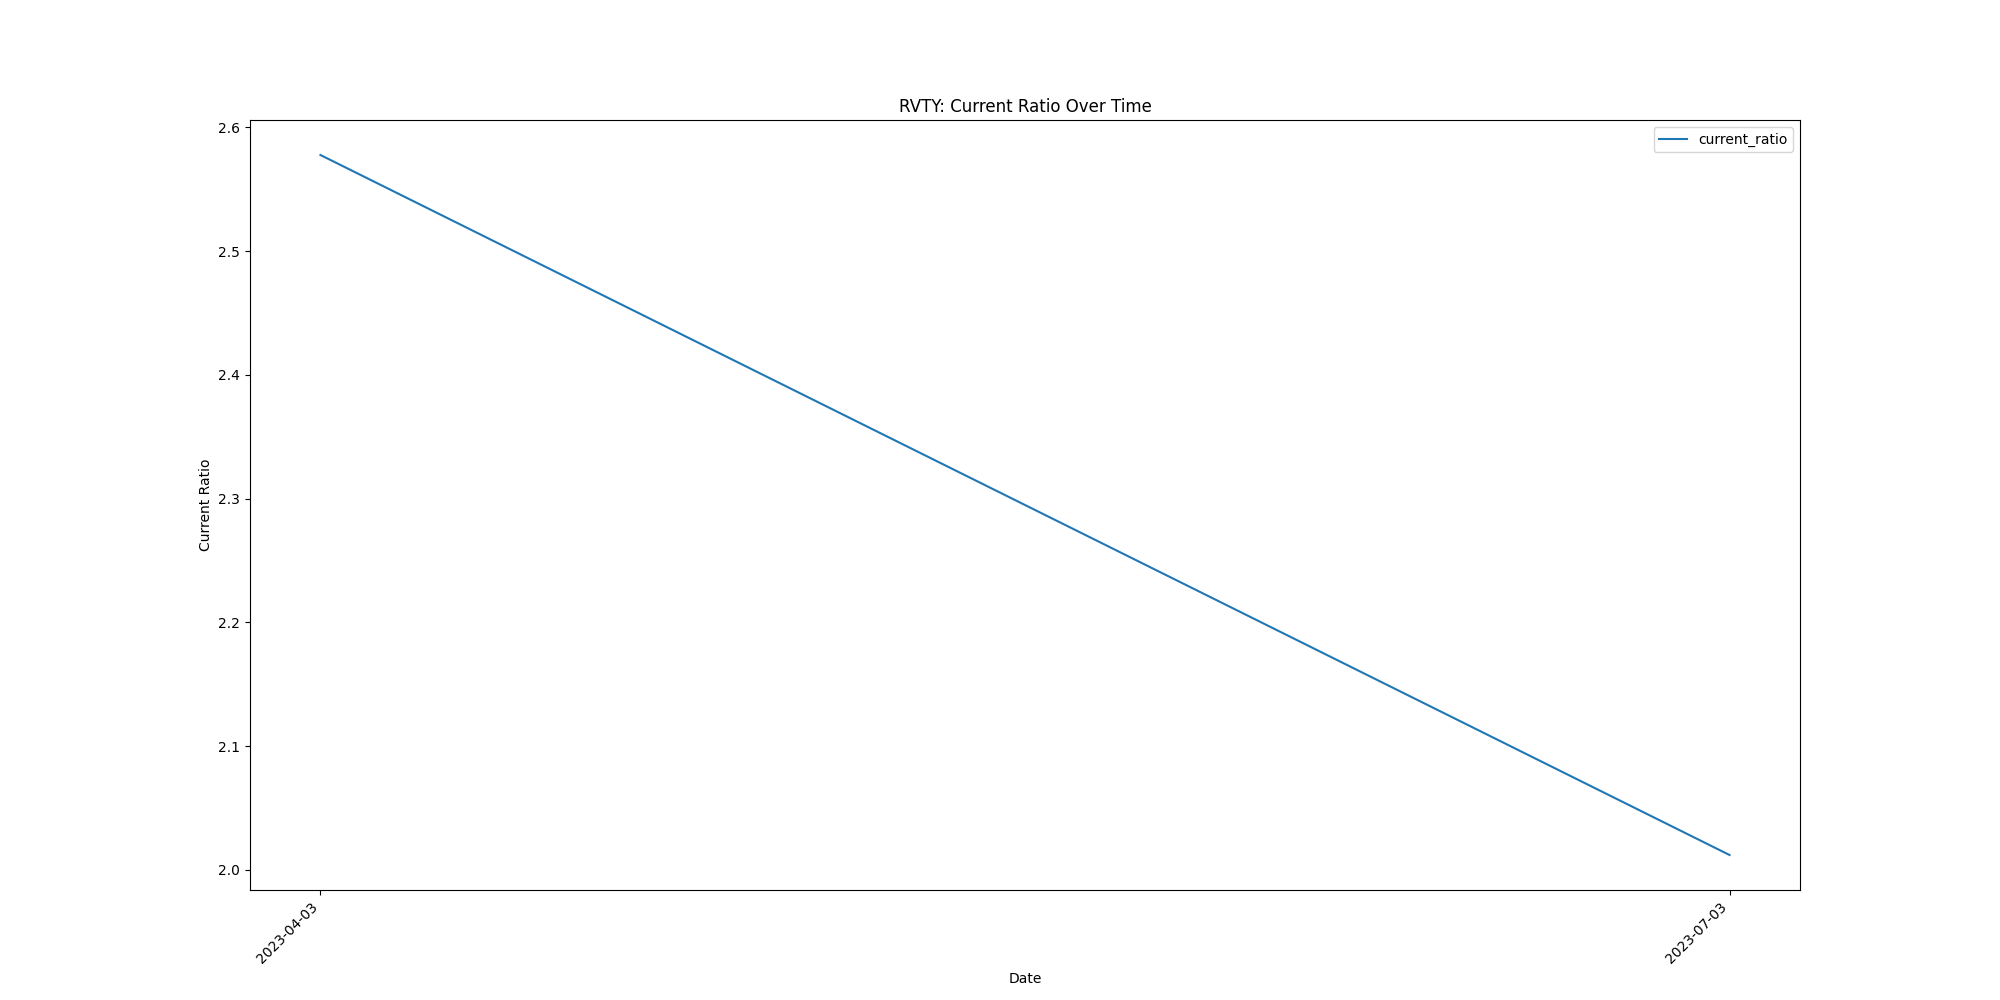 RVTY: Current Ratio Over Time
current_ratio
2.6
2.5
2.4
2.3
2.2
2.1
2.0
Current Ratio
2023-04-03
2023-07-03
Date